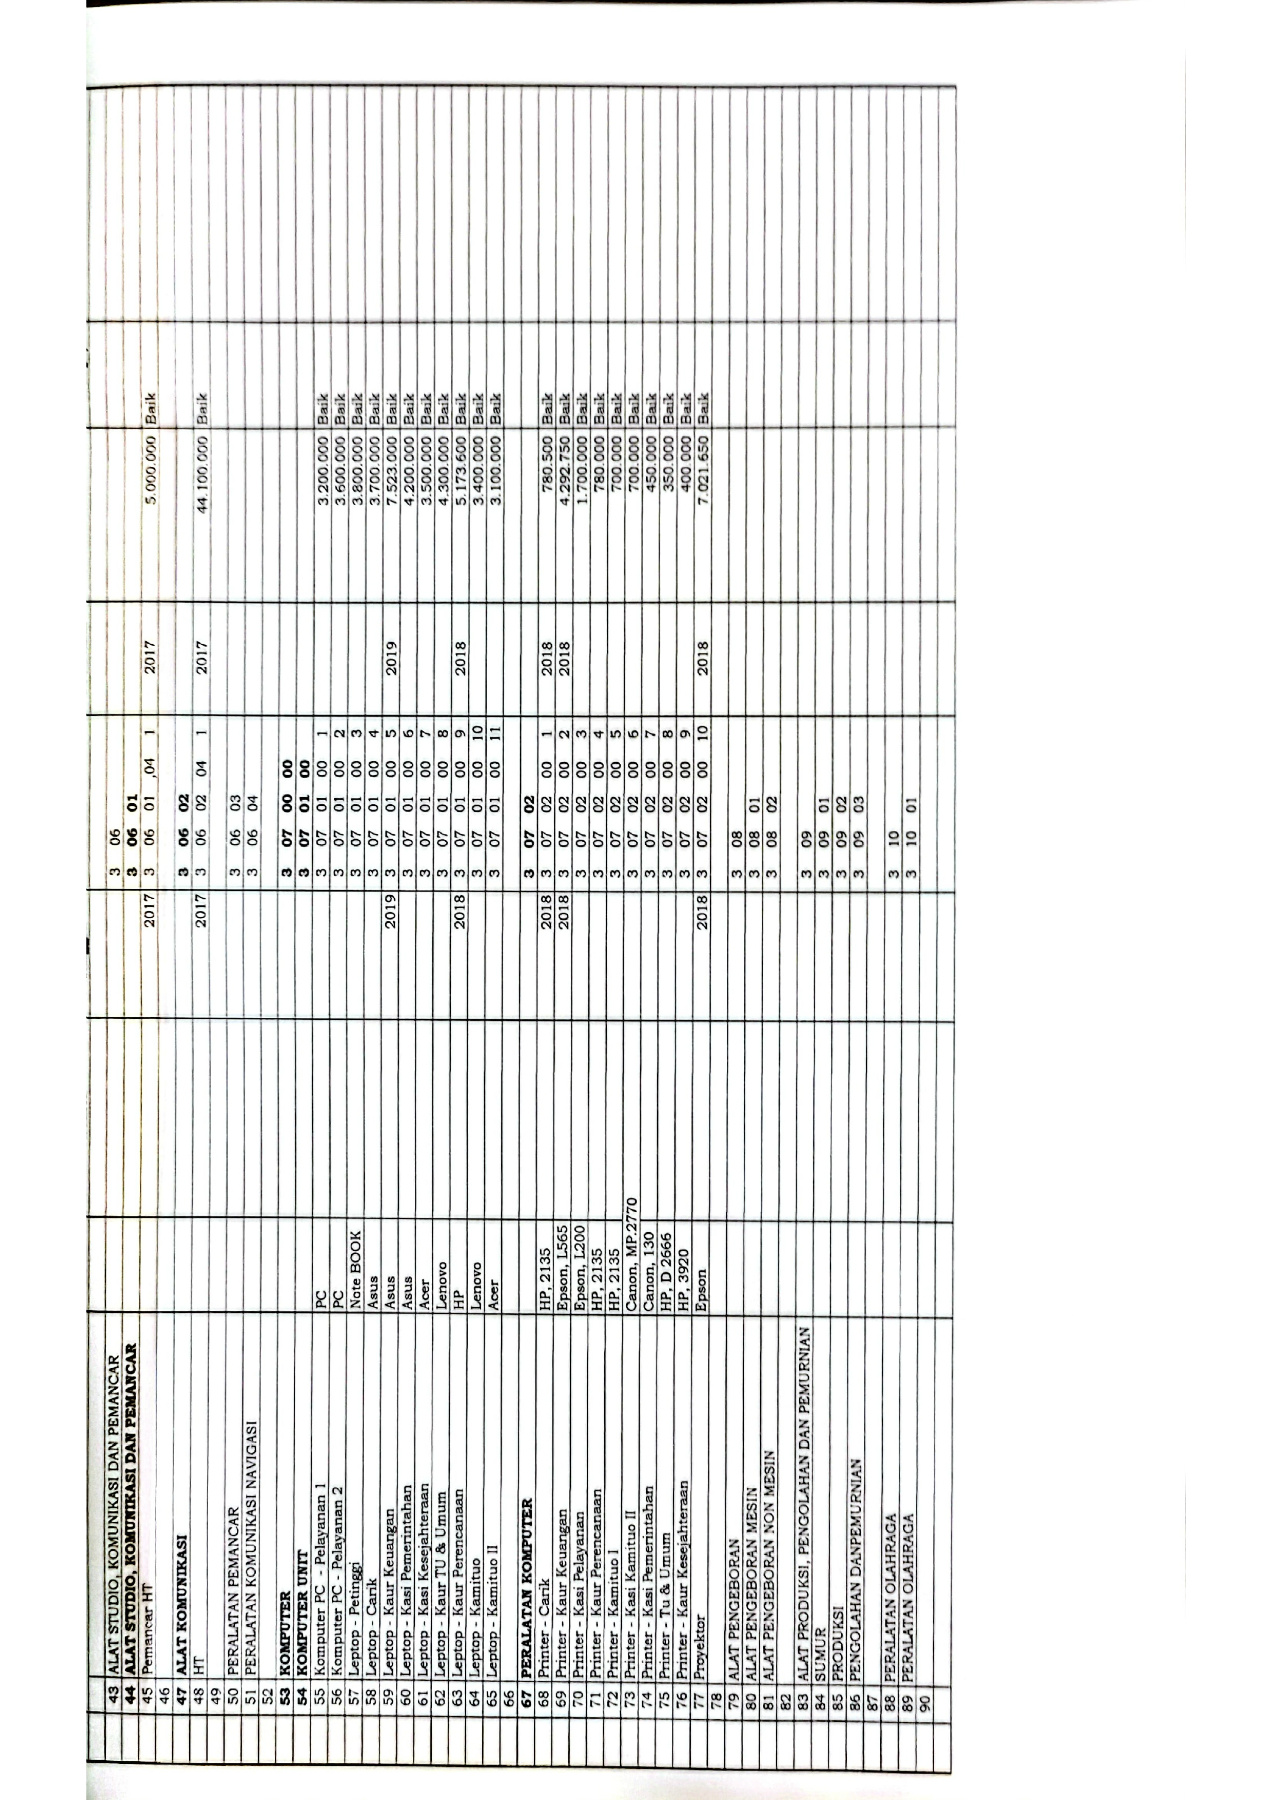 43 ALAT STUDIO, KOMUNIKASI DAN PEMANCAR 3 06
44 ALAT STUDIO, KOMUNIKASI DAN PEMANCAR 3 06 01
45 Pemancar HT 2017 3 06 01 ,04 1 2017 5.000.000 Baik
46
47 ALAT KOMUNIKASI 3 06 02
48 HT 2017 3 06 02 04 1 2017 44.100.000 Baik
49
50 PERALATAN PEMANCAR 3 06 03
51 PERALATAN KOMUNIKASI NAVIGASI 3 06 04
52
53 KOMPUTER 3 07 00 00
54 KOMPUTER UNIT 3 07 01 00
55 Komputer PC - Pelayanan 1 PC 3 07 01 00 1 3.200.000 Baik
56 Komputer PC - Pelayanan 2 PC 3 07 01 00 2 3.600.000 Baik
57 Leptop - Petinggi Note BOOK 3 07 01 00 3 3.800.000 Baik
58 Leptop - Carik Asus 3 07 01 00 4 3.700.000 Baik
59 Leptop - Kaur Keuangan Asus 2019 3 07 01 00 5 2019 7.523.000 Baik
60 Leptop - Kasi Pemerintahan Asus 3 07 01 00 6 4.200.000 Baik
61 Leptop - Kasi Kesejahteraan Acer 3 07 01 00 7 3.500.000 Baik
62 Leptop - Kaur TU & Umum Lenovo 3 07 01 00 8 4.300.000 Baik
63 Leptop - Kaur Perencanaan HP 2018 3 07 01 00 9 2018 5.173.600 Baik
64 Leptop - Kamituo Lenovo 3 07 01 00 10 3.400.000 Baik
65 Leptop - Kamituo II Acer 3 07 01 00 11 3.100.000 Baik
66
67 PERALATAN KOMPUTER 3 07 02
68 Printer - Carik HP, 2135 2018 3 07 02 00 1 2018 780.500 Baik
69 Printer - Kaur Keuangan Epson, L565 2018 3 07 02 00 2 2018 4.292.750 Baik
70 Printer - Kasi Pelayanan Epson, L200 3 07 02 00 3 1.700.000 Baik
71 Printer - Kaur Perencanaan HP, 2135 3 07 02 00 4 780.000 Baik
72 Printer - Kamituo I HP, 2135 3 07 02 00 5 700.000 Baik
73 Printer - Kasi Kamituo II Canon, MP.2770 3 07 02 00 6 700.000 Baik
74 Printer - Kasi Pemerintahan Canon, 130 3 07 02 00 7 450.000 Baik
75 Printer - Tu & Umum HP, D 2666 3 07 02 00 8 350.000 Baik
76 Printer - Kaur Kesejahteraan HP, 3920 3 07 02 00 9 400.000 Baik
77 Proyektor Epson 2018 3 07 02 00 10 2018 7.021.650 Baik
78
79 ALAT PENGEBORAN 3 08
80 ALAT PENGEBORAN MESIN 3 08 01
81 ALAT PENGEBORAN NON MESIN 3 08 02
82
83 ALAT PRODUKSI, PENGOLAHAN DAN PEMURNIAN 3 09
84 SUMUR 3 09 01
85 PRODUKSI 3 09 02
86 PENGOLAHAN DANPEMURNIAN 3 09 03
87
88 PERALATAN OLAHRAGA 3 10
89 PERALATAN OLAHRAGA 3 10 01
90